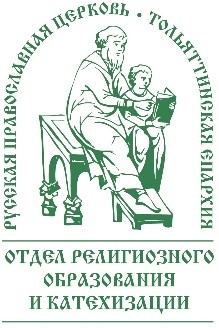 РУССКАЯ ПРАВОСЛАВНАЯ ЦЕРКОВЬ • ТОЛЬЯТТИНСКАЯ ЕПАРХИЯ
ОТДЕЛ РЕЛИГИОЗНОГО
ОБРАЗОВАНИЯ
И КАТЕХИЗАЦИИ